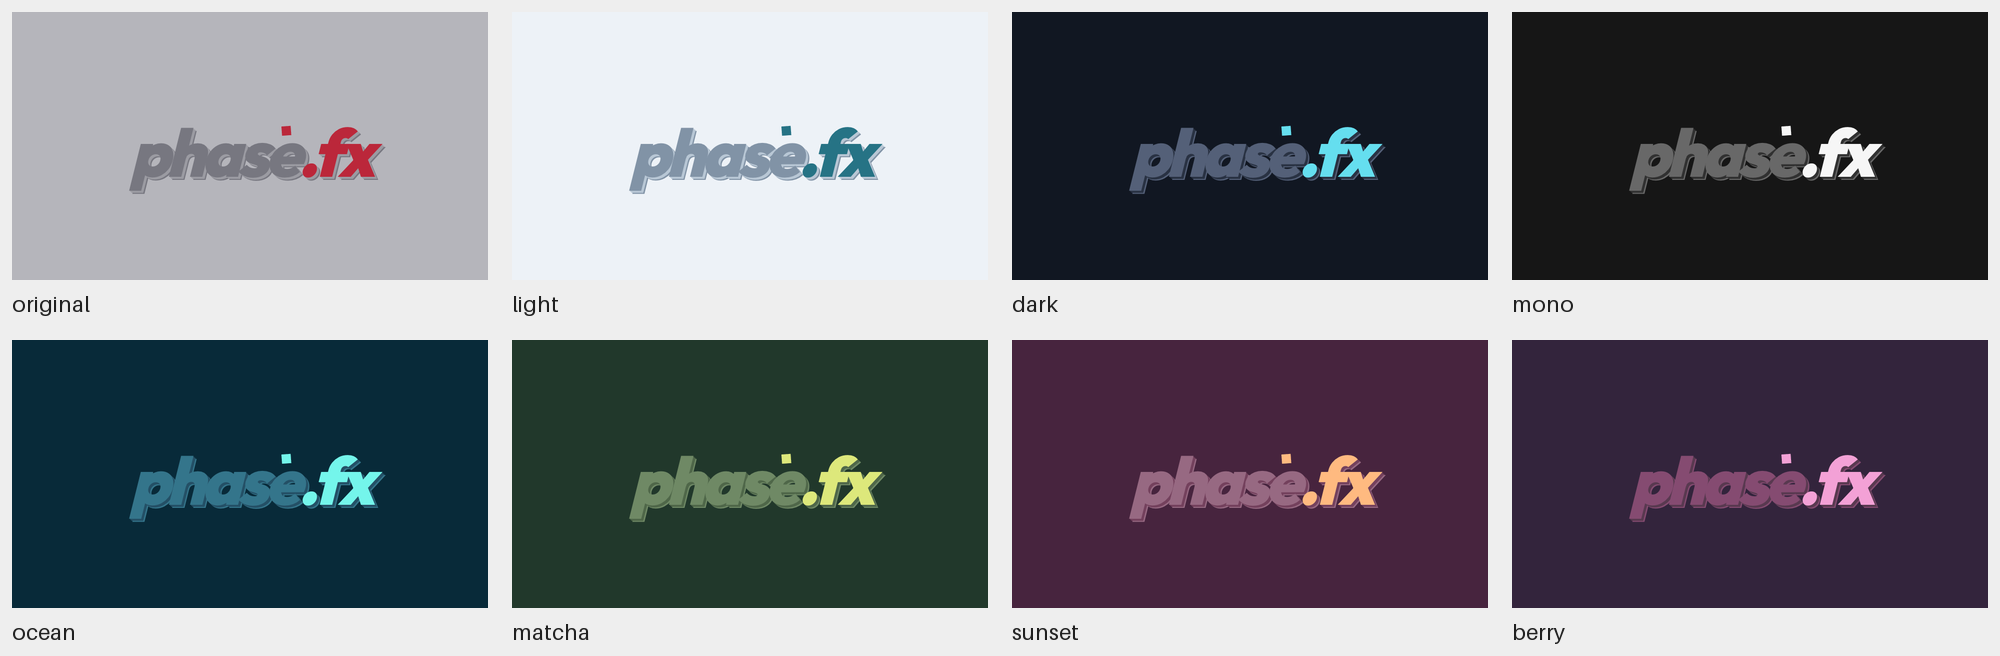 phase.fx
phase.fx
phase.fx
phase.fx
original
light
dark
mono
phase.fx
phase.fx
phase.fx
phase.fx
ocean
matcha
sunset
berry